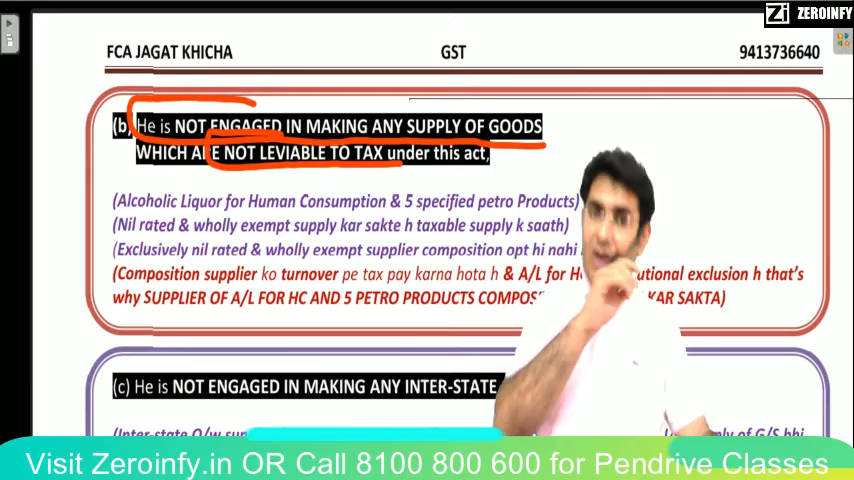 Zi ZEROINFY
FCA JAGAT KHICHA GST 9413736640
(b) He is NOT ENGAGED IN MAKING ANY SUPPLY OF GOODS
WHICH ARE NOT LEVIABLE TO TAX under this act,
(Alcoholic Liquor for Human Consumption & 5 specified petro Products)
(Nil rated & wholly exempt supply kar sakte h taxable supply k saath)
(Exclusively nil rated & wholly exempt supplier composition opt hi nahi
(Composition supplier ko turnover pe tax pay karna hota h & A/L for exclusion h that's
why SUPPLIER OF A/L FOR HC AND 5 PETRO PRODUCTS KAR SAKTA)
(c) He is NOT ENGAGED IN MAKING ANY INTER-STATE
(Inter-state O/w of G/S bhi
Visit Zeroinfy.in OR Call 8100 800 600 for Pendrive Classes